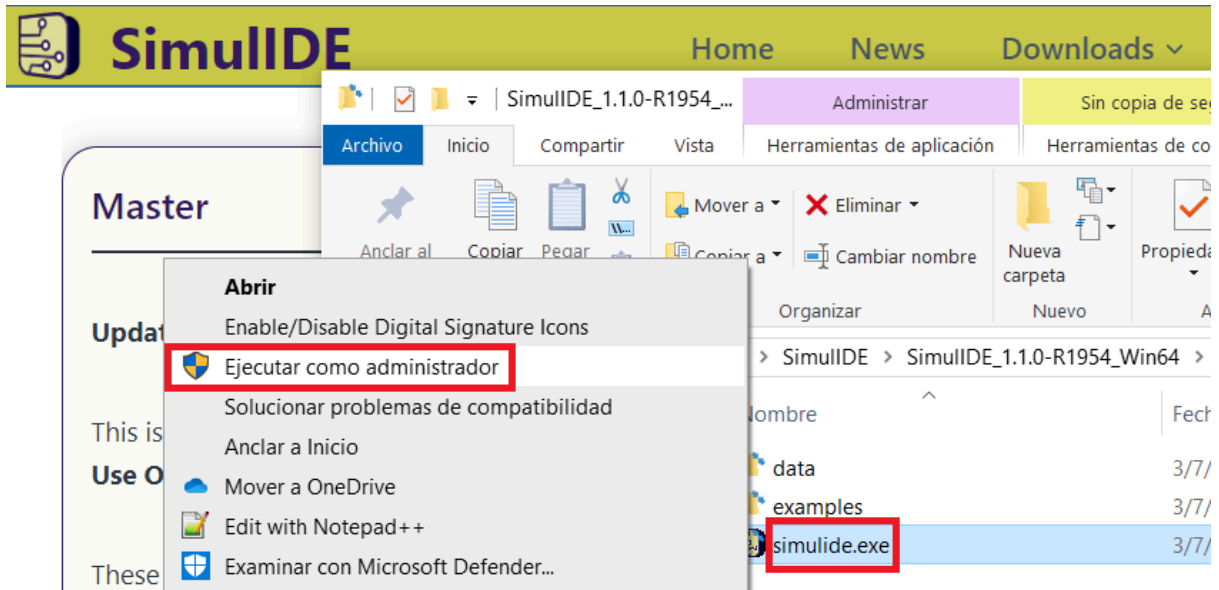 SimulIDE
Home News Downloads
SimulIDE_1.1.0-R1954_...
Administrar
Sin copia de seg
Archivo Inicio Compartir Vista Herramientas de aplicación Herramientas de co
Master
Mover a
Eliminar
Anclar al Copiar Pegar
Copiar a
Cambiar nombre
Nueva
carpeta
Propieda
Organizar
Nuevo
A
Updat
This is
Use O
These
Abrir
Enable/Disable Digital Signature Icons
Ejecutar como administrador
Solucionar problemas de compatibilidad
Anclar a Inicio
Mover a OneDrive
Edit with Notepad++
Examinar con Microsoft Defender...
> SimulIDE > SimulIDE_1.1.0-R1954_Win64 >
Nombre Fech
data 3/7/
examples 3/7/
simulide.exe 3/7/